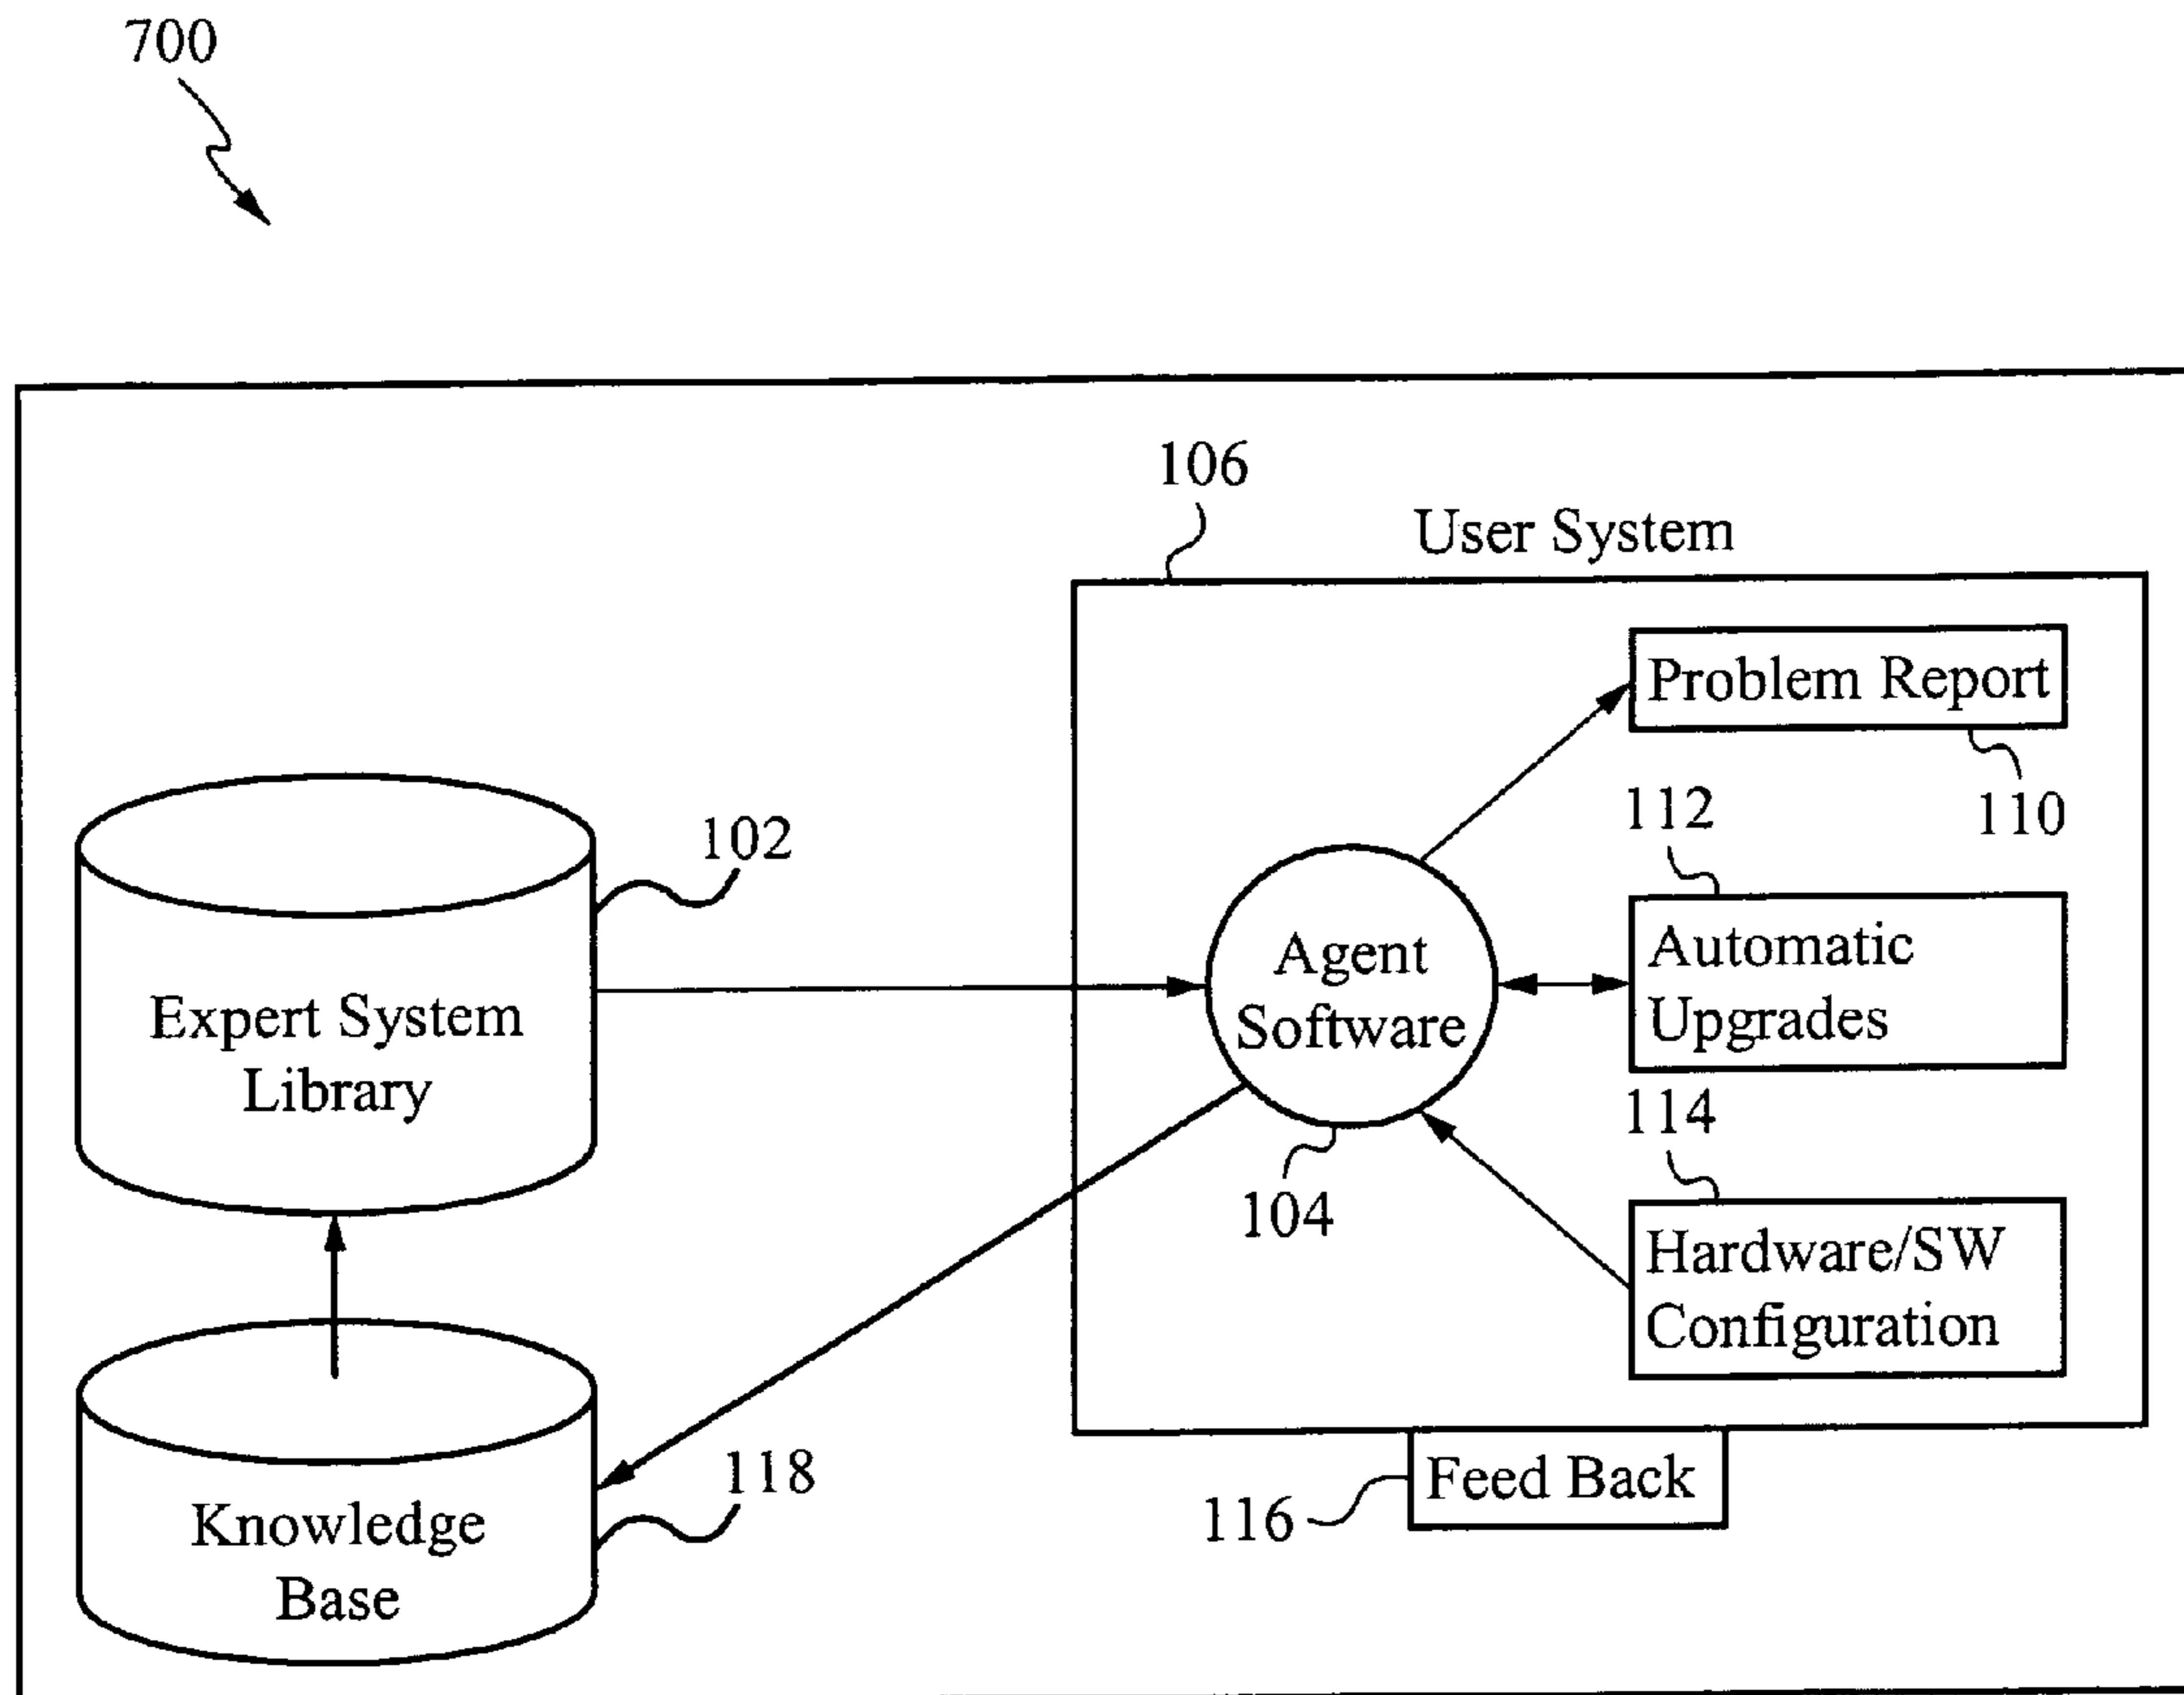 700
106
User System
Problem Report
110
112
Automatic
Upgrades
114
Hardware/SW
Configuration
102
Expert System
Library
Agent
Software
104
118
Knowledge
Base
Feed Back
116